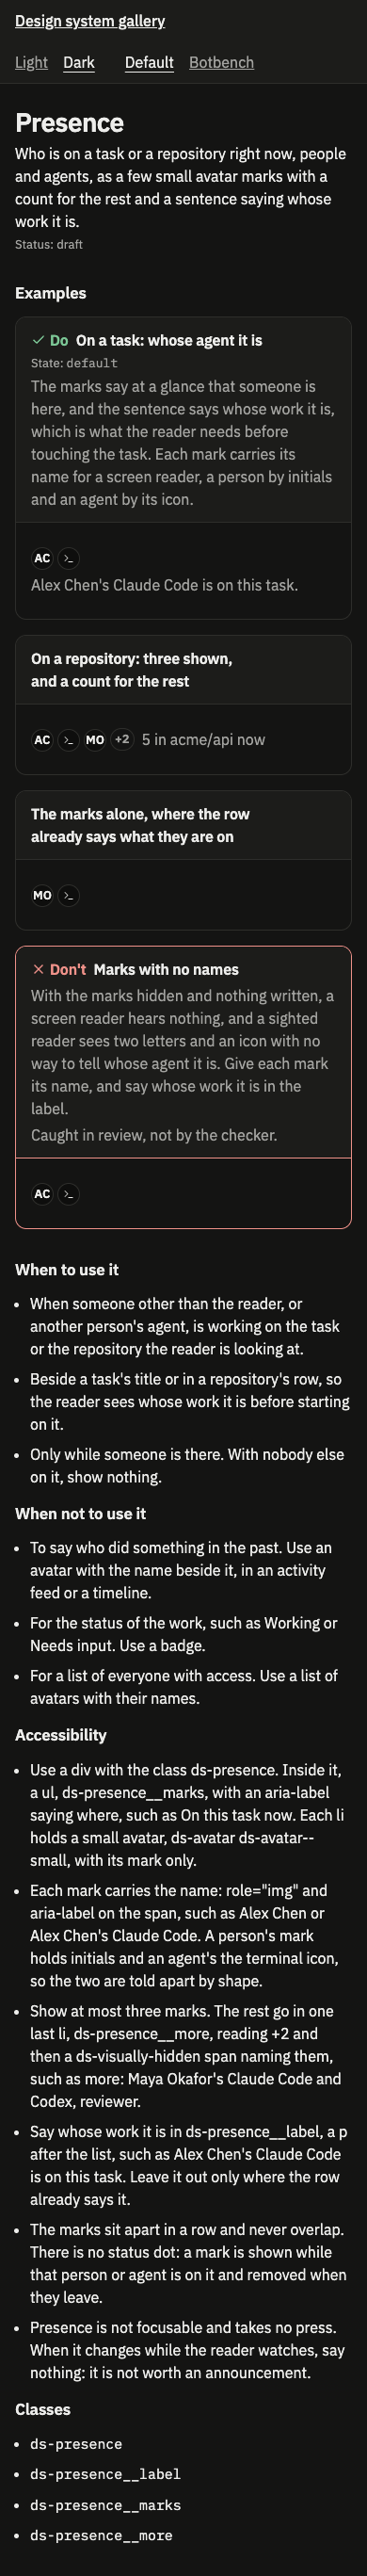 Design system gallery
Light Dark Default Botbench
Presence
Who is on a task or a repository right now, people
and agents, as a few small avatar marks with a
count for the rest and a sentence saying whose
work it is.
Status: draft
Examples
Do On a task: whose agent it is
State: default
The marks say at a glance that someone is
here, and the sentence says whose work it is,
which is what the reader needs before
touching the task. Each mark carries its
name for a screen reader, a person by initials
and an agent by its icon.
AC
Alex Chen's Claude Code is on this task.
On a repository: three shown,
and a count for the rest
AC MO +2 5 in acme/api now
The marks alone, where the row
already says what they are on
MO
Don't Marks with no names
With the marks hidden and nothing written, a
screen reader hears nothing, and a sighted
reader sees two letters and an icon with no
way to tell whose agent it is. Give each mark
its name, and say whose work it is in the
label.
Caught in review, not by the checker.
AC
When to use it
• When someone other than the reader, or
another person's agent, is working on the task
or the repository the reader is looking at.
• Beside a task's title or in a repository's row, so
the reader sees whose work it is before starting
on it.
• Only while someone is there. With nobody else
on it, show nothing.
When not to use it
• To say who did something in the past. Use an
avatar with the name beside it, in an activity
feed or a timeline.
• For the status of the work, such as Working or
Needs input. Use a badge.
• For a list of everyone with access. Use a list of
avatars with their names.
Accessibility
• Use a div with the class ds-presence. Inside it,
a ul, ds-presence__marks, with an aria-label
saying where, such as On this task now. Each li
holds a small avatar, ds-avatar ds-avatar--
small, with its mark only.
• Each mark carries the name: role="img" and
aria-label on the span, such as Alex Chen or
Alex Chen's Claude Code. A person's mark
holds initials and an agent's the terminal icon,
so the two are told apart by shape.
• Show at most three marks. The rest go in one
last li, ds-presence__more, reading +2 and
then a ds-visually-hidden span naming them,
such as more: Maya Okafor's Claude Code and
Codex, reviewer.
• Say whose work it is in ds-presence__label, a p
after the list, such as Alex Chen's Claude Code
is on this task. Leave it out only where the row
already says it.
• The marks sit apart in a row and never overlap.
There is no status dot: a mark is shown while
that person or agent is on it and removed when
they leave.
• Presence is not focusable and takes no press.
When it changes while the reader watches, say
nothing: it is not worth an announcement.
Classes
• ds-presence
• ds-presence__label
• ds-presence__marks
• ds-presence__more